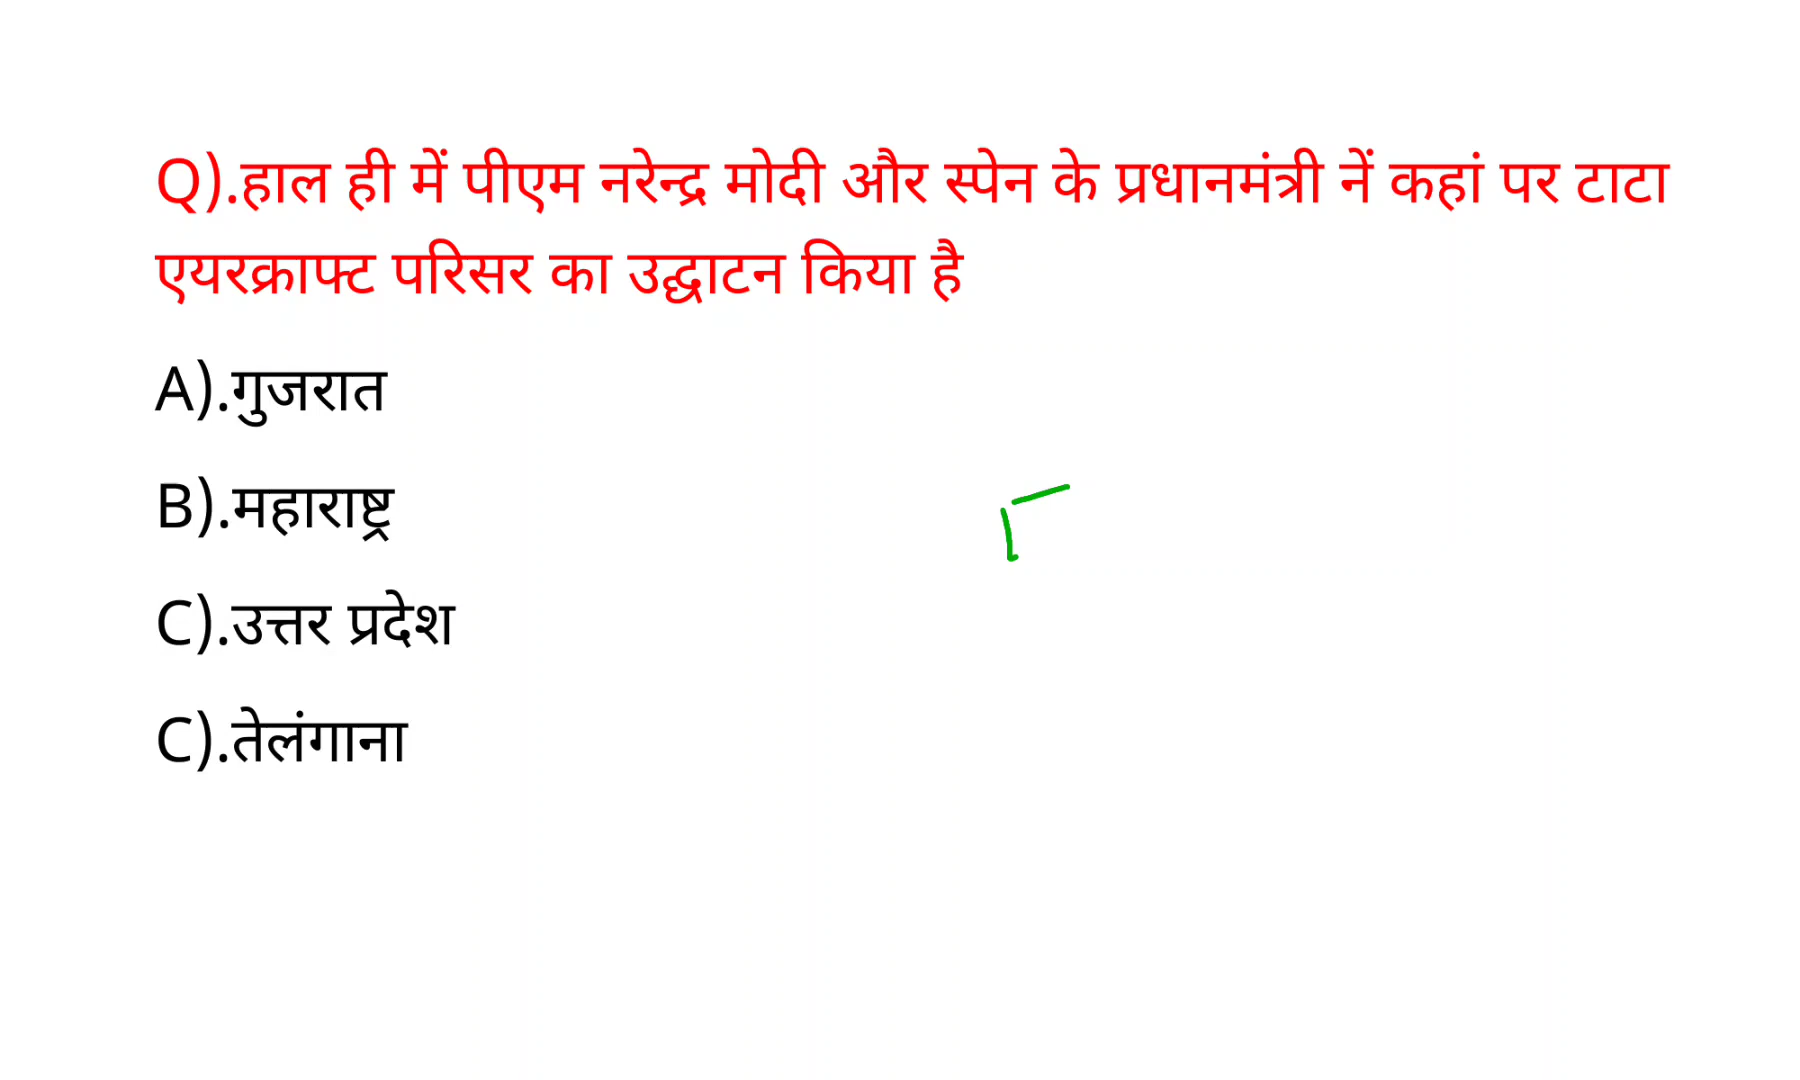 Q).हाल ही में पीएम नरेन्द्र मोदी और स्पेन के प्रधानमंत्री नें कहां पर टाटा
एयरक्राफ्ट परिसर का उद्घाटन किया है
A).गुजरात
B).महाराष्ट्र
C).उत्तर प्रदेश
C).तेलंगाना